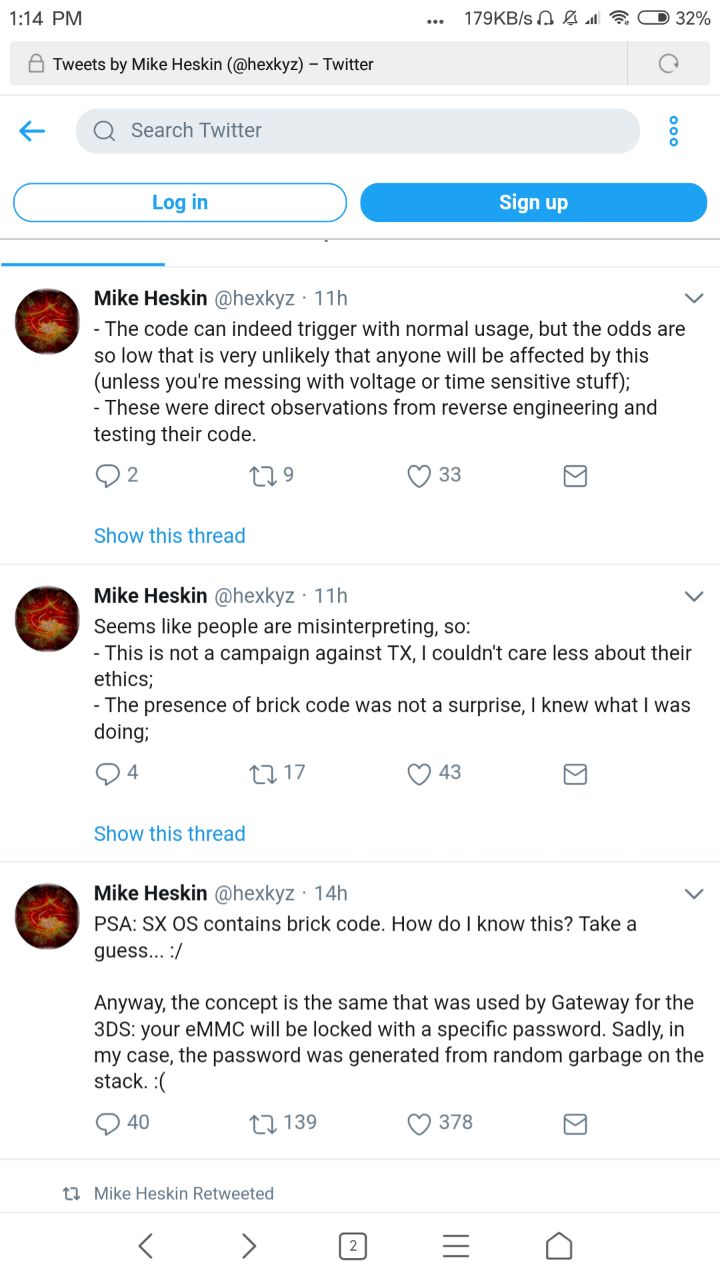 1:14 PM
... 179KB/s 32%
Tweets by Mike Heskin (@hexkyz) – Twitter
Search Twitter
Log in
Sign up
Mike Heskin @hexkyz · 11h
- The code can indeed trigger with normal usage, but the odds are
so low that is very unlikely that anyone will be affected by this
(unless you're messing with voltage or time sensitive stuff);
- These were direct observations from reverse engineering and
testing their code.
2 9 33
Show this thread
Mike Heskin @hexkyz · 11h
Seems like people are misinterpreting, so:
- This is not a campaign against TX, I couldn't care less about their
ethics;
- The presence of brick code was not a surprise, I knew what I was
doing;
4 17 43
Show this thread
Mike Heskin @hexkyz · 14h
PSA: SX OS contains brick code. How do I know this? Take a
guess... :/
Anyway, the concept is the same that was used by Gateway for the
3DS: your eMMC will be locked with a specific password. Sadly, in
my case, the password was generated from random garbage on the
stack. :(
40 139 378
Mike Heskin Retweeted
2